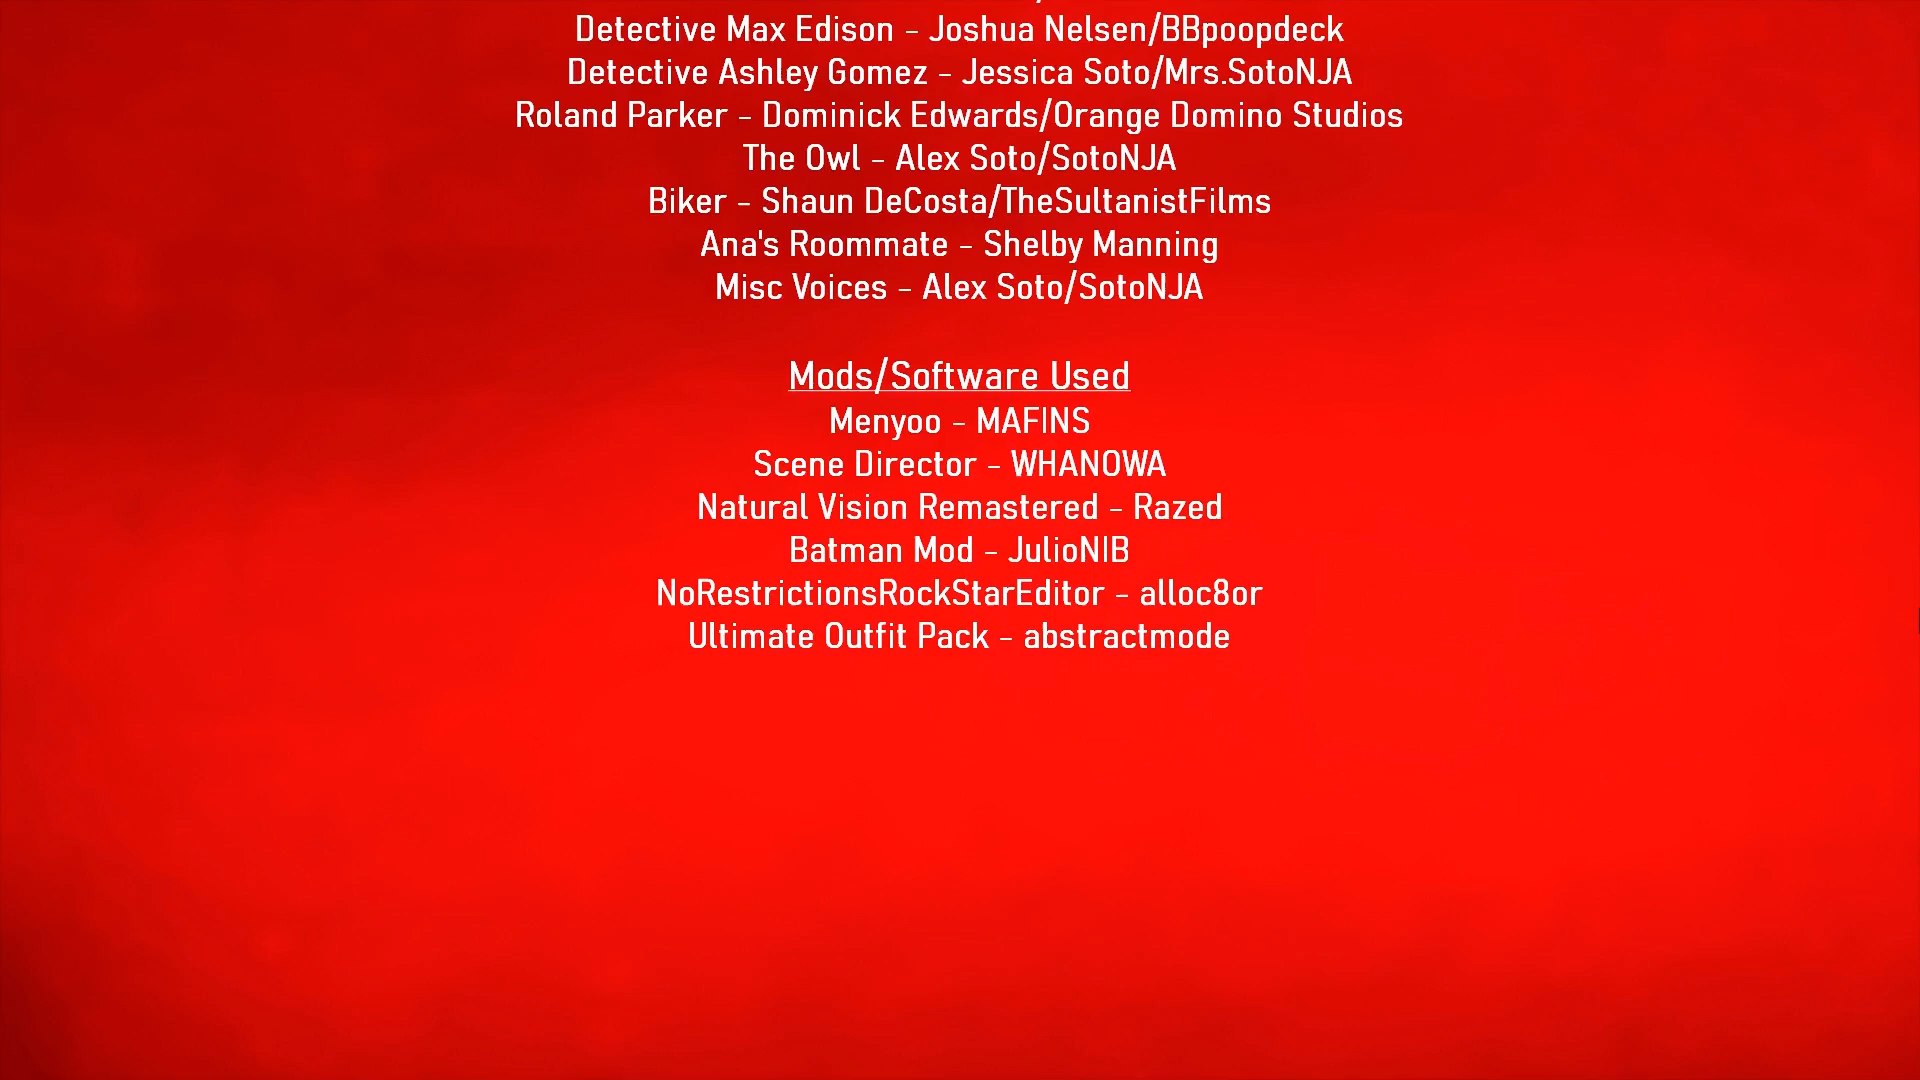 Detective Max Edison - Joshua Nelsen/BBpoopdeck
Detective Ashley Gomez - Jessica Soto/Mrs.SotoNJA
Roland Parker - Dominick Edwards/Orange Domino Studios
The Owl - Alex Soto/SotoNJA
Biker - Shaun DeCosta/TheSultanistFilms
Ana's Roommate - Shelby Manning
Misc Voices - Alex Soto/SotoNJA
Mods/Software Used
Menyoo - MAFINS
Scene Director - WHANOWA
Natural Vision Remastered - Razed
Batman Mod - JulioNIB
NoRestrictionsRockStarEditor - alloc8or
Ultimate Outfit Pack - abstractmode